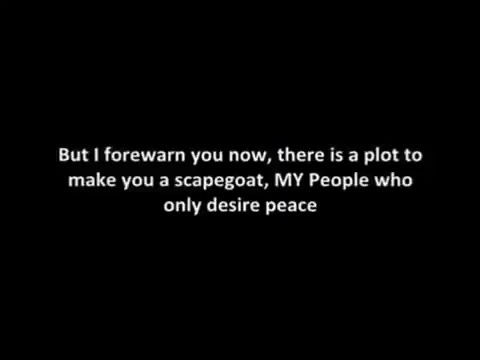 But I forewarn you now, there is a plot to
make you a scapegoat, MY People who
only desire peace